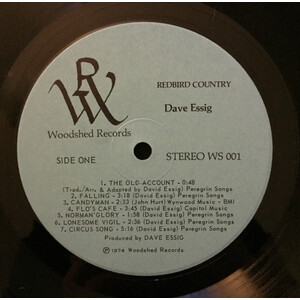 WR
REDBIRD COUNTRY
Dave Essig
Woodshed Records
SIDE ONE
STEREO WS 001
1. THE OLD ACCOUNT - 0:48
(Trad./Arr. & Adapted by David Essig) Peregrin Songs
2. FALLING - 3:18 (David Essig) Peregrin Songs
3. CANDYMAN - 2:33 (John Hurt) Wynwood Music - BMI
4. FLO'S CAFE - 3:45 (David Essig) Capitol Music
5. NORMAN'GLORY - 1:58 (David Essig) Peregrin Songs
6. LONESOME VIGIL - 2:35 (David Essig) Peregrin Songs
7. CIRCUS SONG - 5:16 (David Essig) Peregrin Songs
Produced by DAVE ESSIG
℗ 1974 Woodshed Records